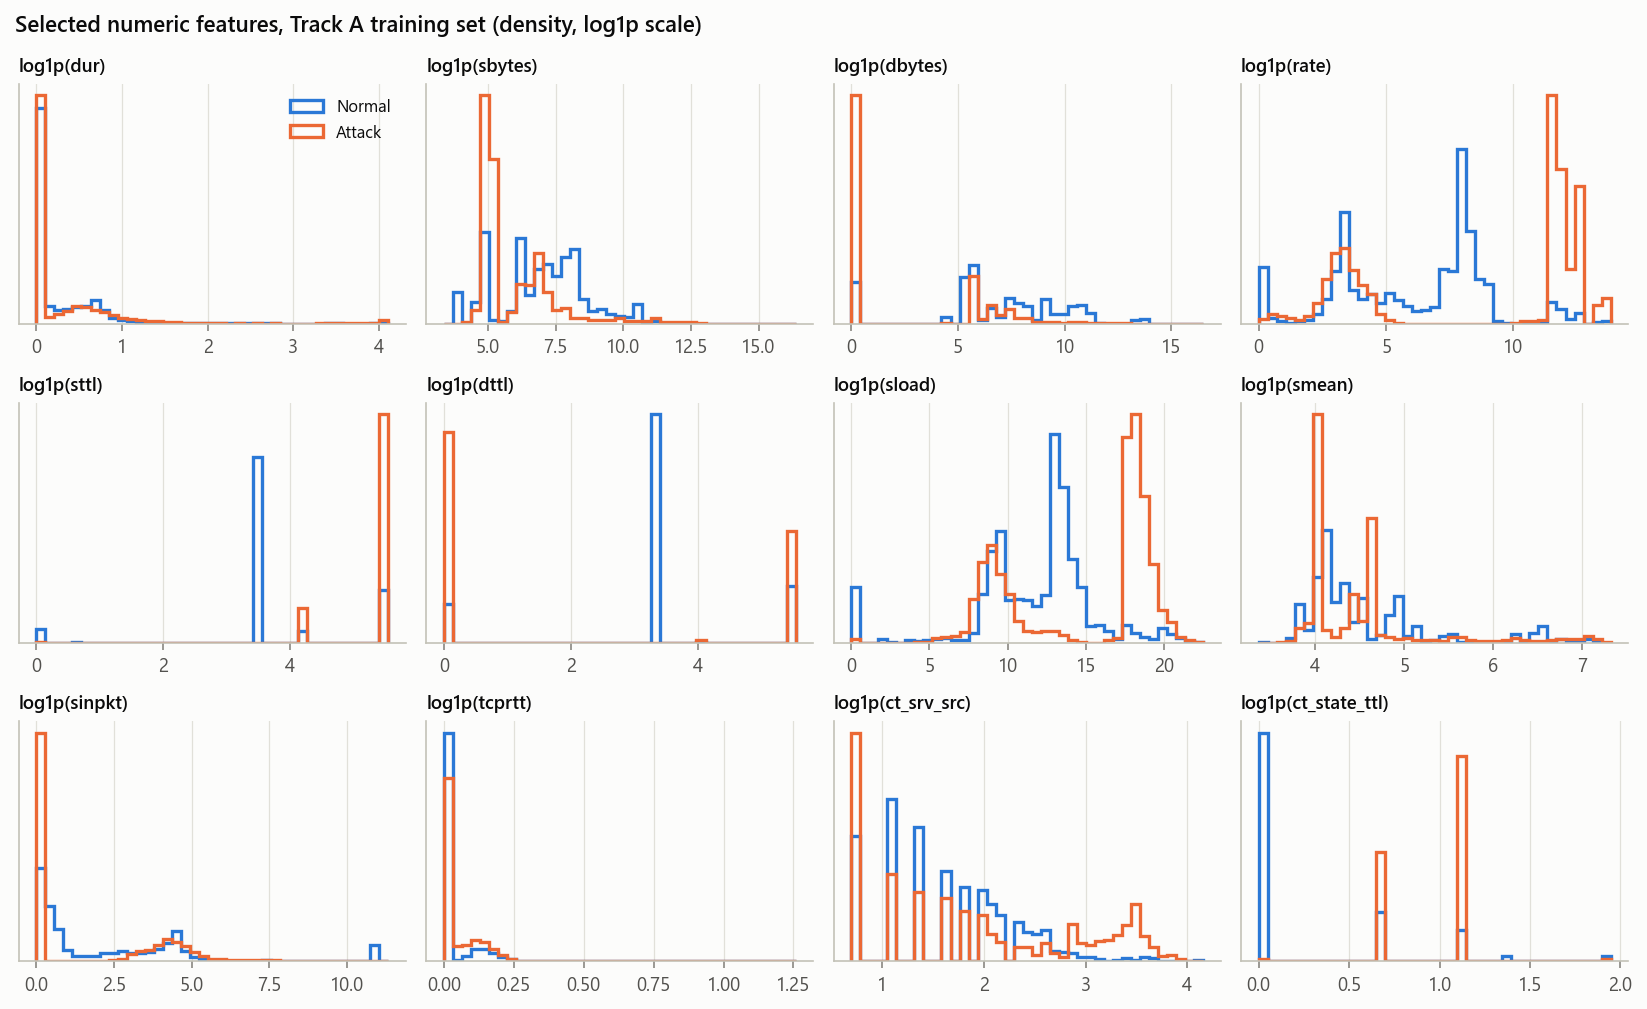 Selected numeric features, Track A training set (density, log1p scale)
log1p(dur)
log1p(sbytes)
log1p(dbytes)
log1p(rate)
Normal
Attack
0 1 2 3 4
5.0 7.5 10.0 12.5 15.0
0 5 10 15
0 5 10
log1p(sttl)
log1p(dttl)
log1p(sload)
log1p(smean)
0 2 4
0 2 4
0 5 10 15 20
4 5 6 7
log1p(sinpkt)
log1p(tcprtt)
log1p(ct_srv_src)
log1p(ct_state_ttl)
0.0 2.5 5.0 7.5 10.0
0.00 0.25 0.50 0.75 1.00 1.25
1 2 3 4
0.0 0.5 1.0 1.5 2.0